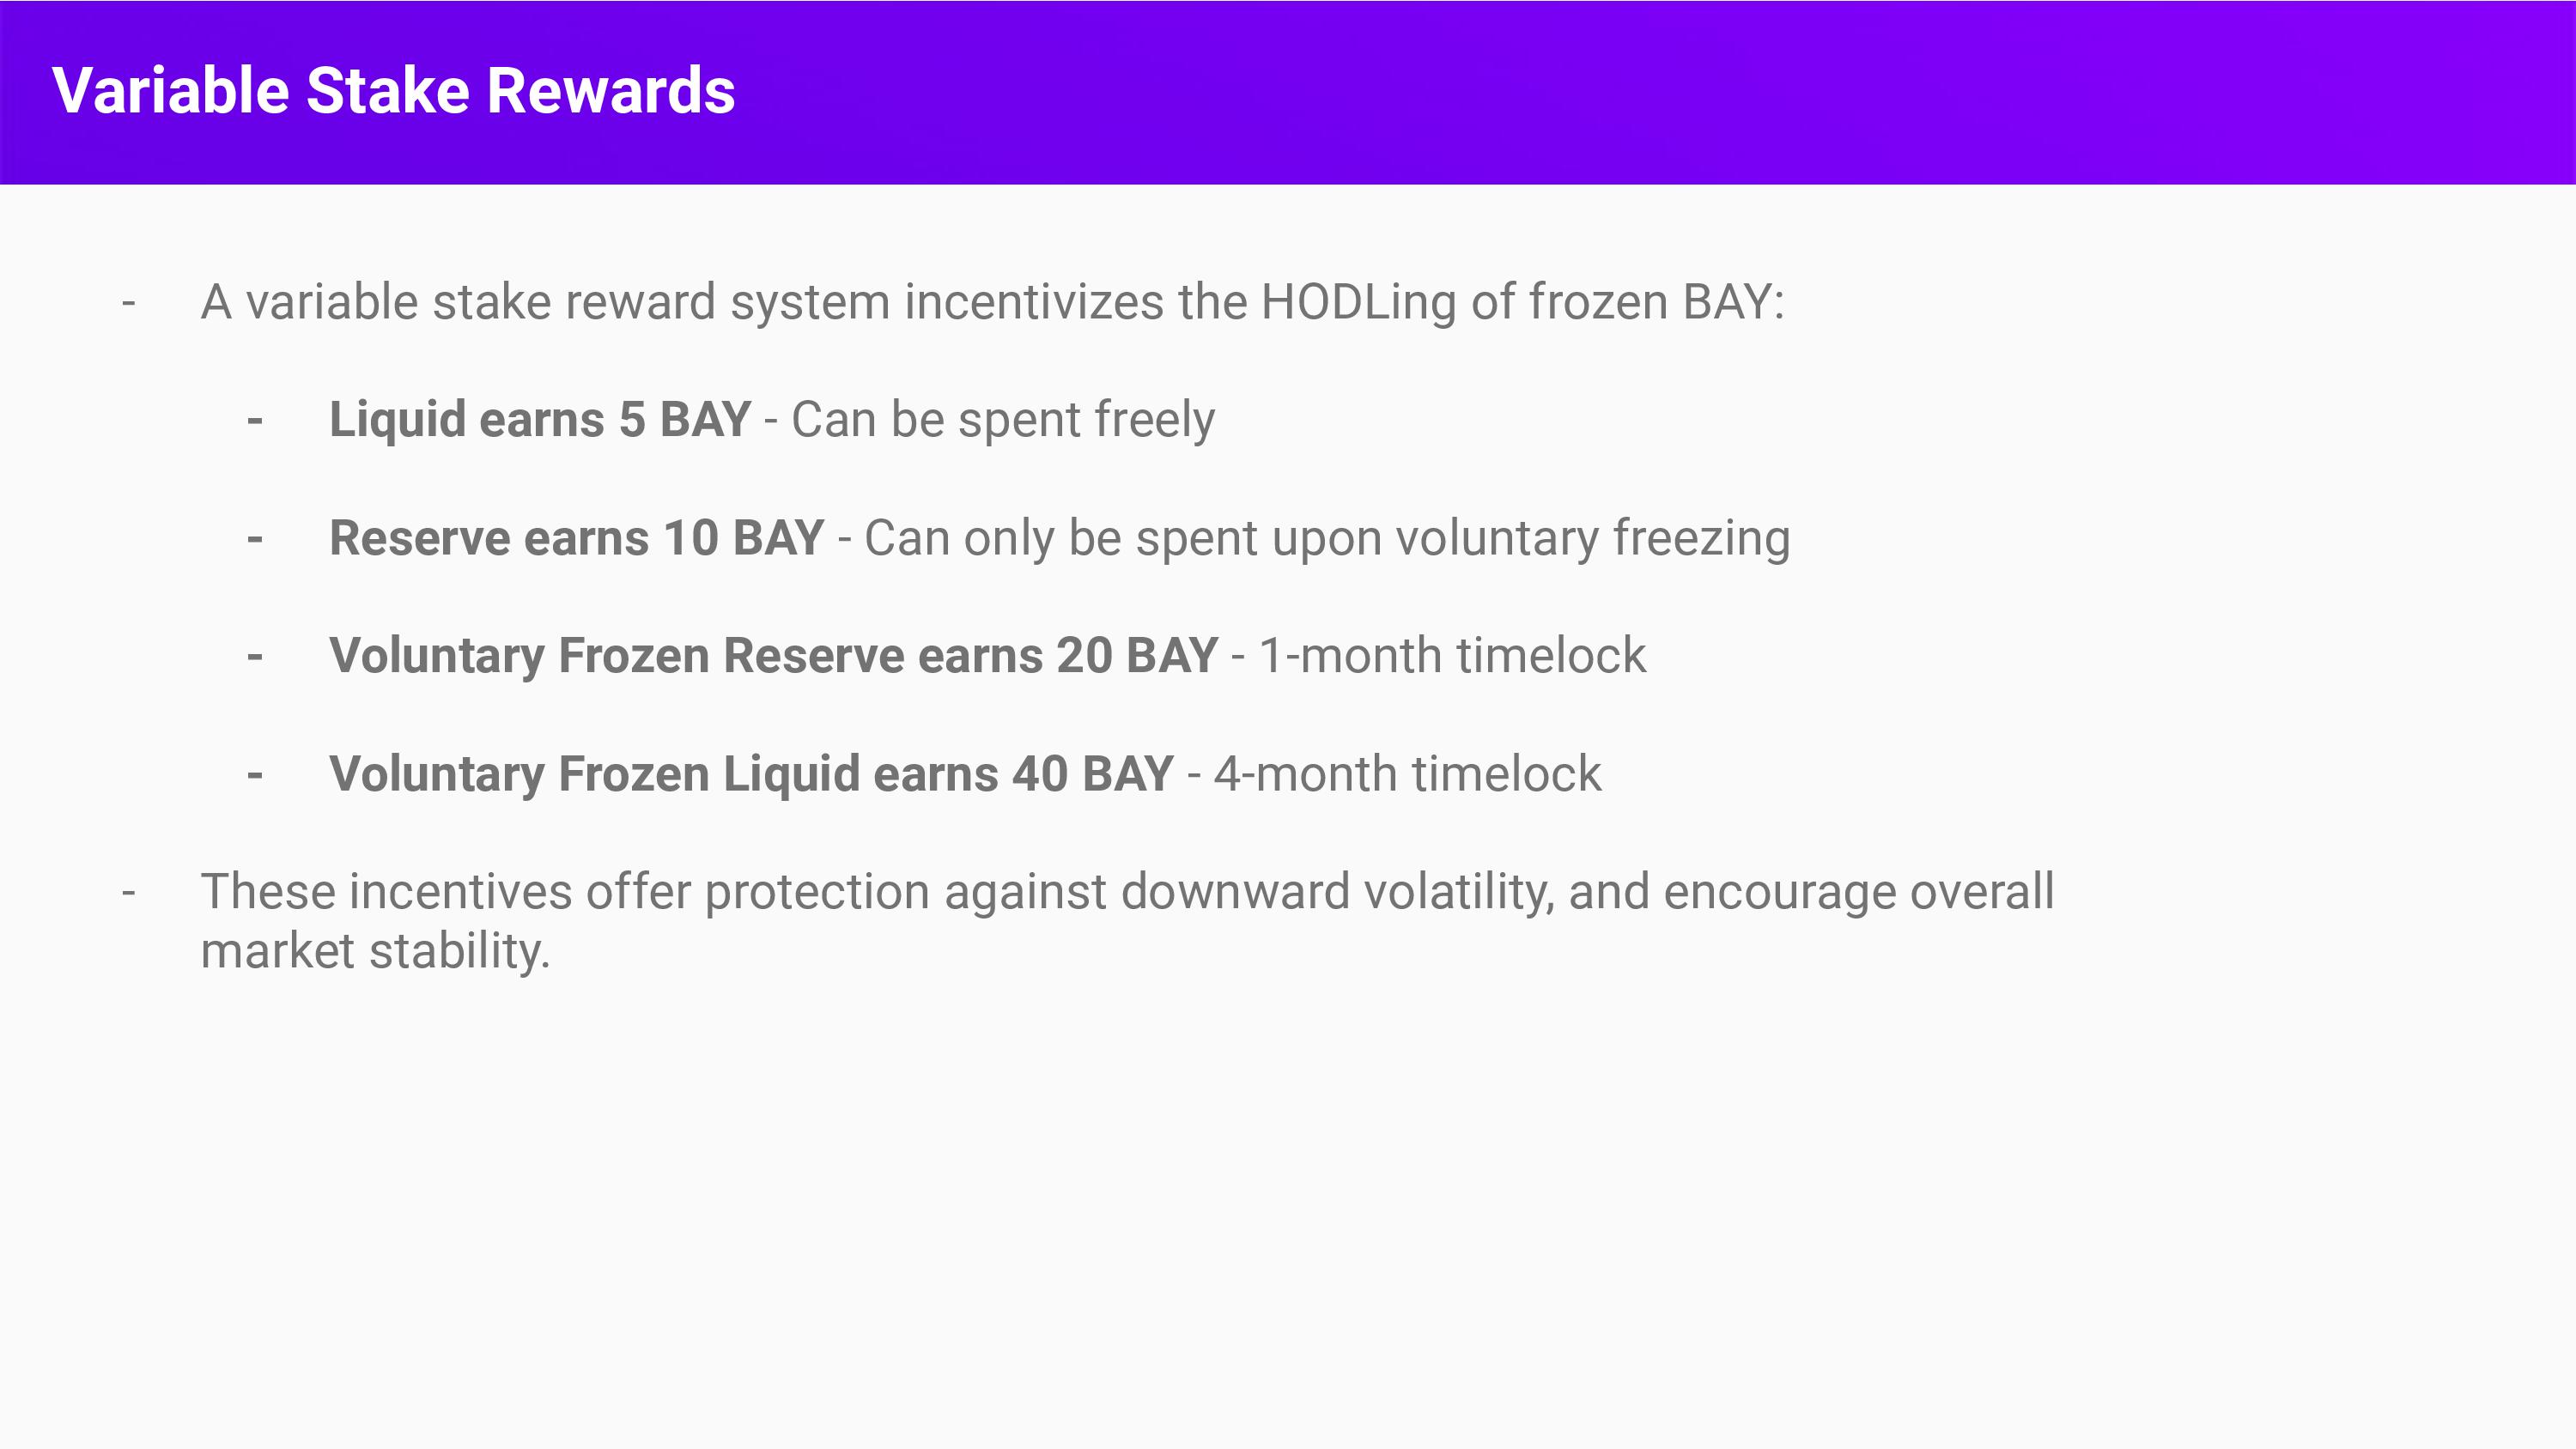 Variable Stake Rewards
- A variable stake reward system incentivizes the HODLing of frozen BAY:
- Liquid earns 5 BAY - Can be spent freely
- Reserve earns 10 BAY - Can only be spent upon voluntary freezing
- Voluntary Frozen Reserve earns 20 BAY - 1-month timelock
- Voluntary Frozen Liquid earns 40 BAY - 4-month timelock
- These incentives offer protection against downward volatility, and encourage overall
market stability.